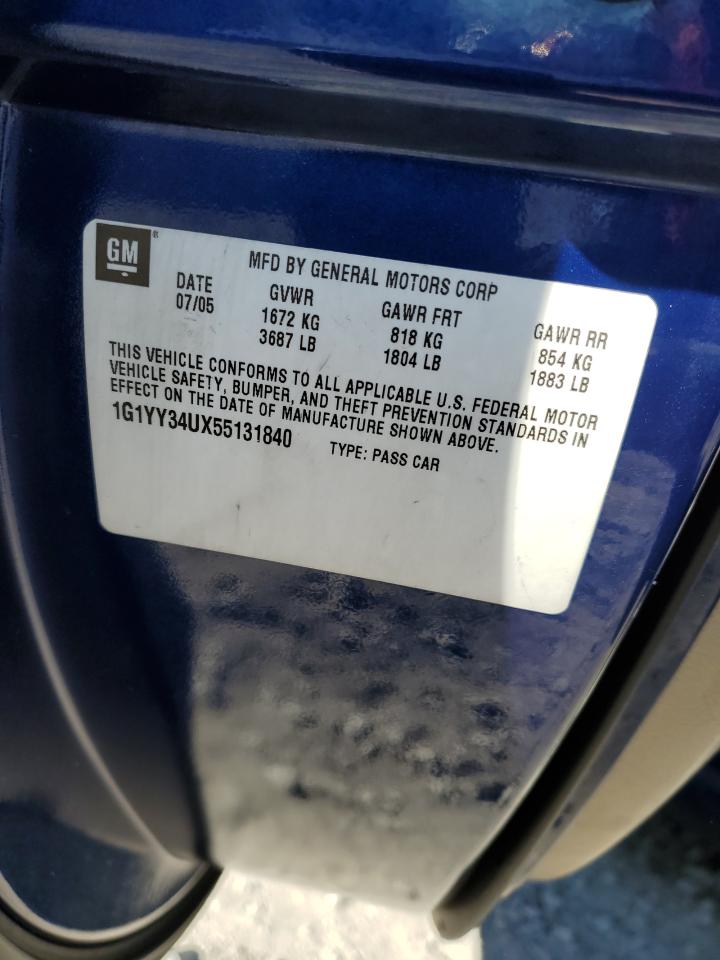 GM ®
MFD BY GENERAL MOTORS CORP
DATE GVWR GAWR FRT GAWR RR
07/05 1672 KG 818 KG 854 KG
3687 LB 1804 LB 1883 LB
THIS VEHICLE CONFORMS TO ALL APPLICABLE U.S. FEDERAL MOTOR
VEHICLE SAFETY, BUMPER, AND THEFT PREVENTION STANDARDS IN
EFFECT ON THE DATE OF MANUFACTURE SHOWN ABOVE.
1G1YY34UX55131840 TYPE: PASS CAR